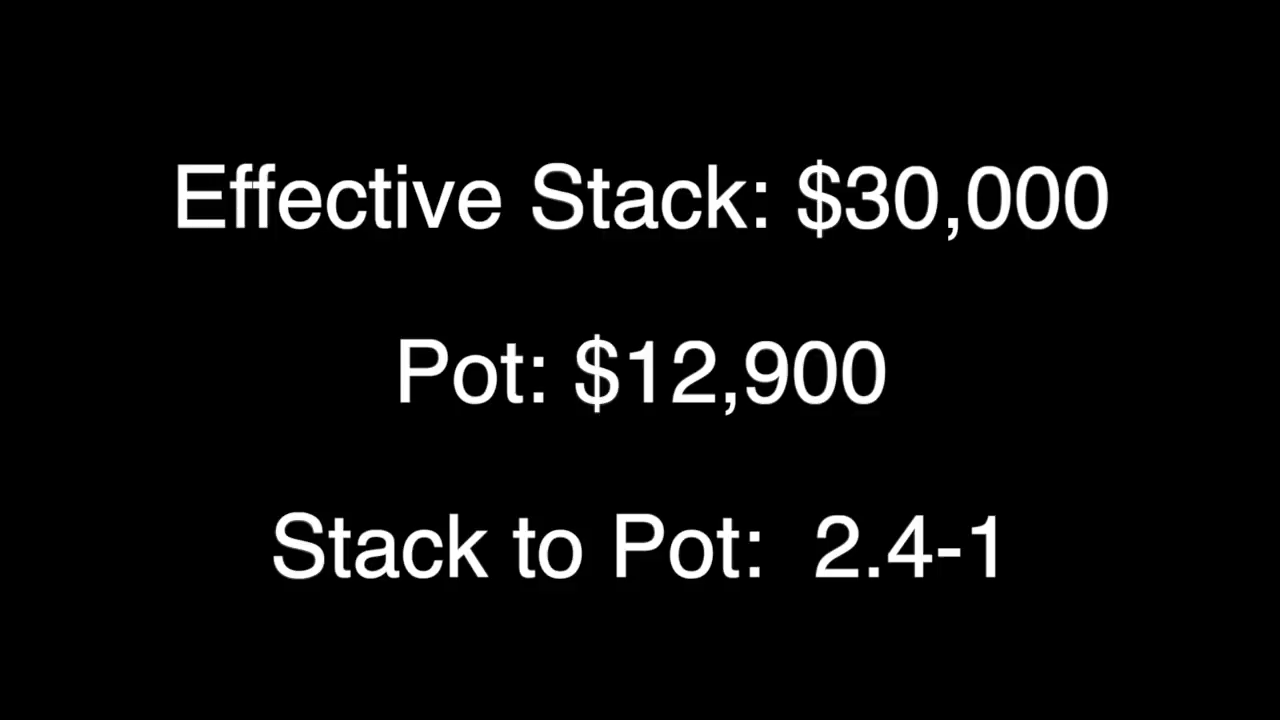 Effective Stack: $30,000
Pot: $12,900
Stack to Pot: 2.4-1